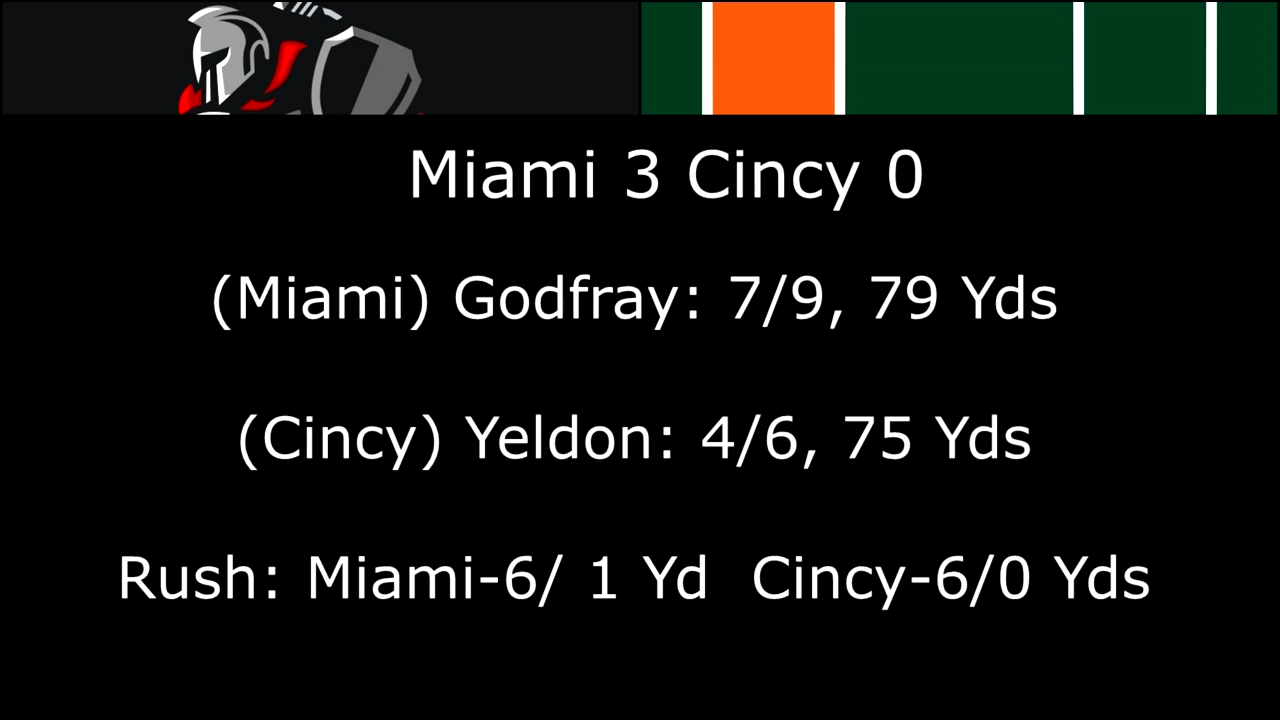 Miami 3 Cincy 0
(Miami) Godfray: 7/9, 79 Yds
(Cincy) Yeldon: 4/6, 75 Yds
Rush: Miami-6/ 1 Yd  Cincy-6/0 Yds